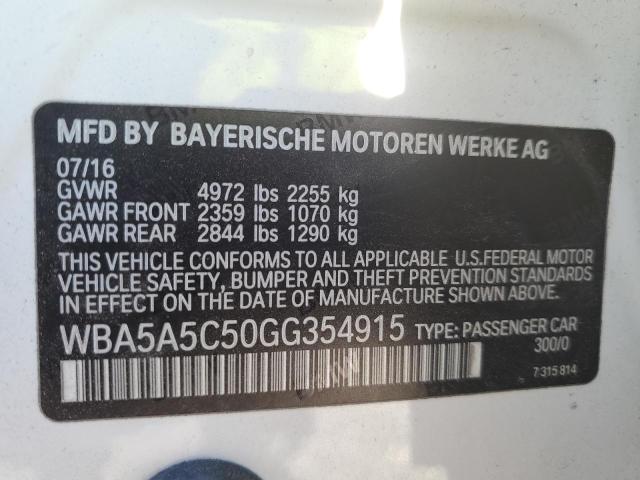 MFD BY BAYERISCHE MOTOREN WERKE AG
07/16
GVWR 4972 lbs 2255 kg
GAWR FRONT 2359 lbs 1070 kg
GAWR REAR 2844 lbs 1290 kg
THIS VEHICLE CONFORMS TO ALL APPLICABLE U.S.FEDERAL MOTOR
VEHICLE SAFETY, BUMPER AND THEFT PREVENTION STANDARDS
IN EFFECT ON THE DATE OF MANUFACTURE SHOWN ABOVE.
WBA5A5C50GG354915 TYPE: PASSENGER CAR
300/0
7 315 814